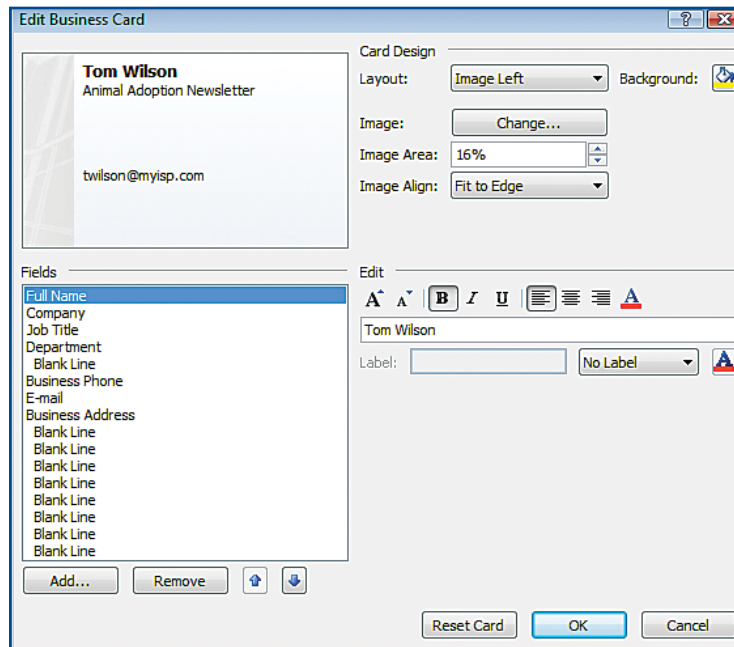 Edit Business Card
Tom Wilson
Animal Adoption Newsletter
twilson@myisp.com
Card Design
Layout: Image Left Background:
Image: Change...
Image Area: 16%
Image Align: Fit to Edge
Fields
Full Name
Company
Job Title
Department
Blank Line
Business Phone
E-mail
Business Address
Blank Line
Blank Line
Blank Line
Blank Line
Blank Line
Blank Line
Blank Line
Blank Line
Add... Remove
Edit
A A B I U A
Tom Wilson
Label: No Label A
Reset Card OK Cancel